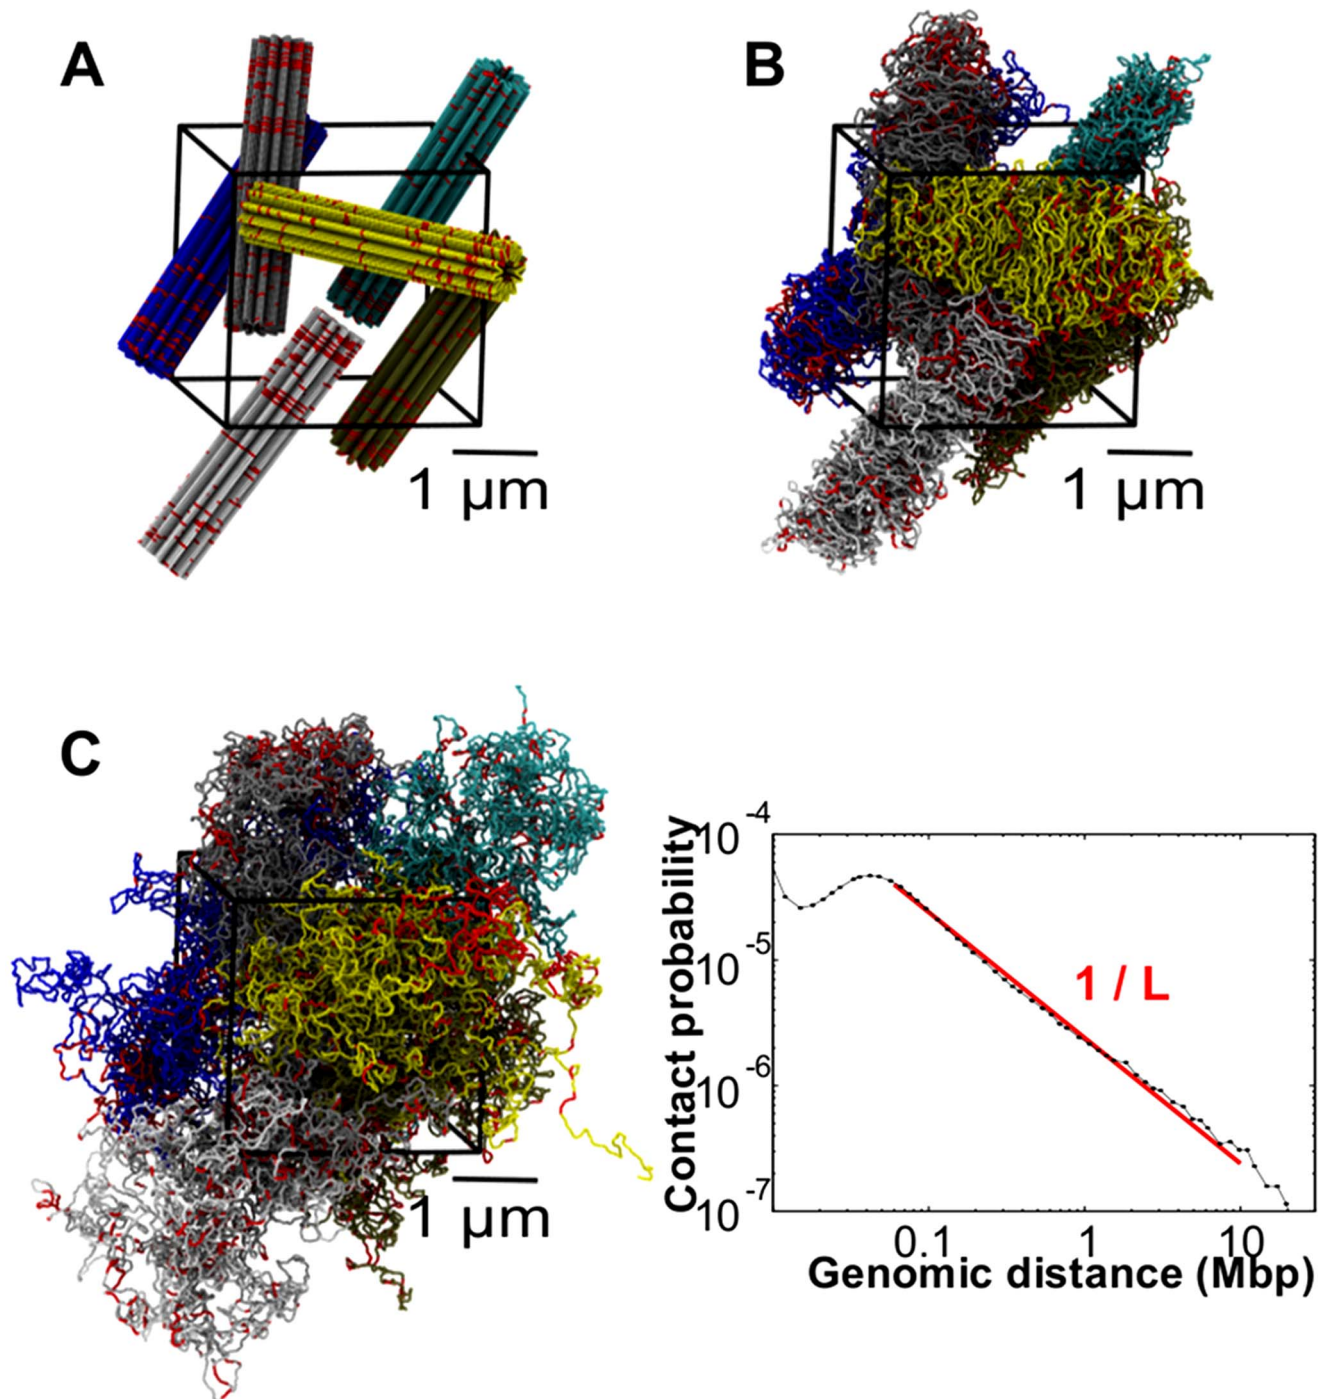 A
B
1 μm
1 μm
C
1 μm
Contact probability
10-4
10-5
10-6
10-7
1 / L
0.1
1
10
Genomic distance (Mbp)